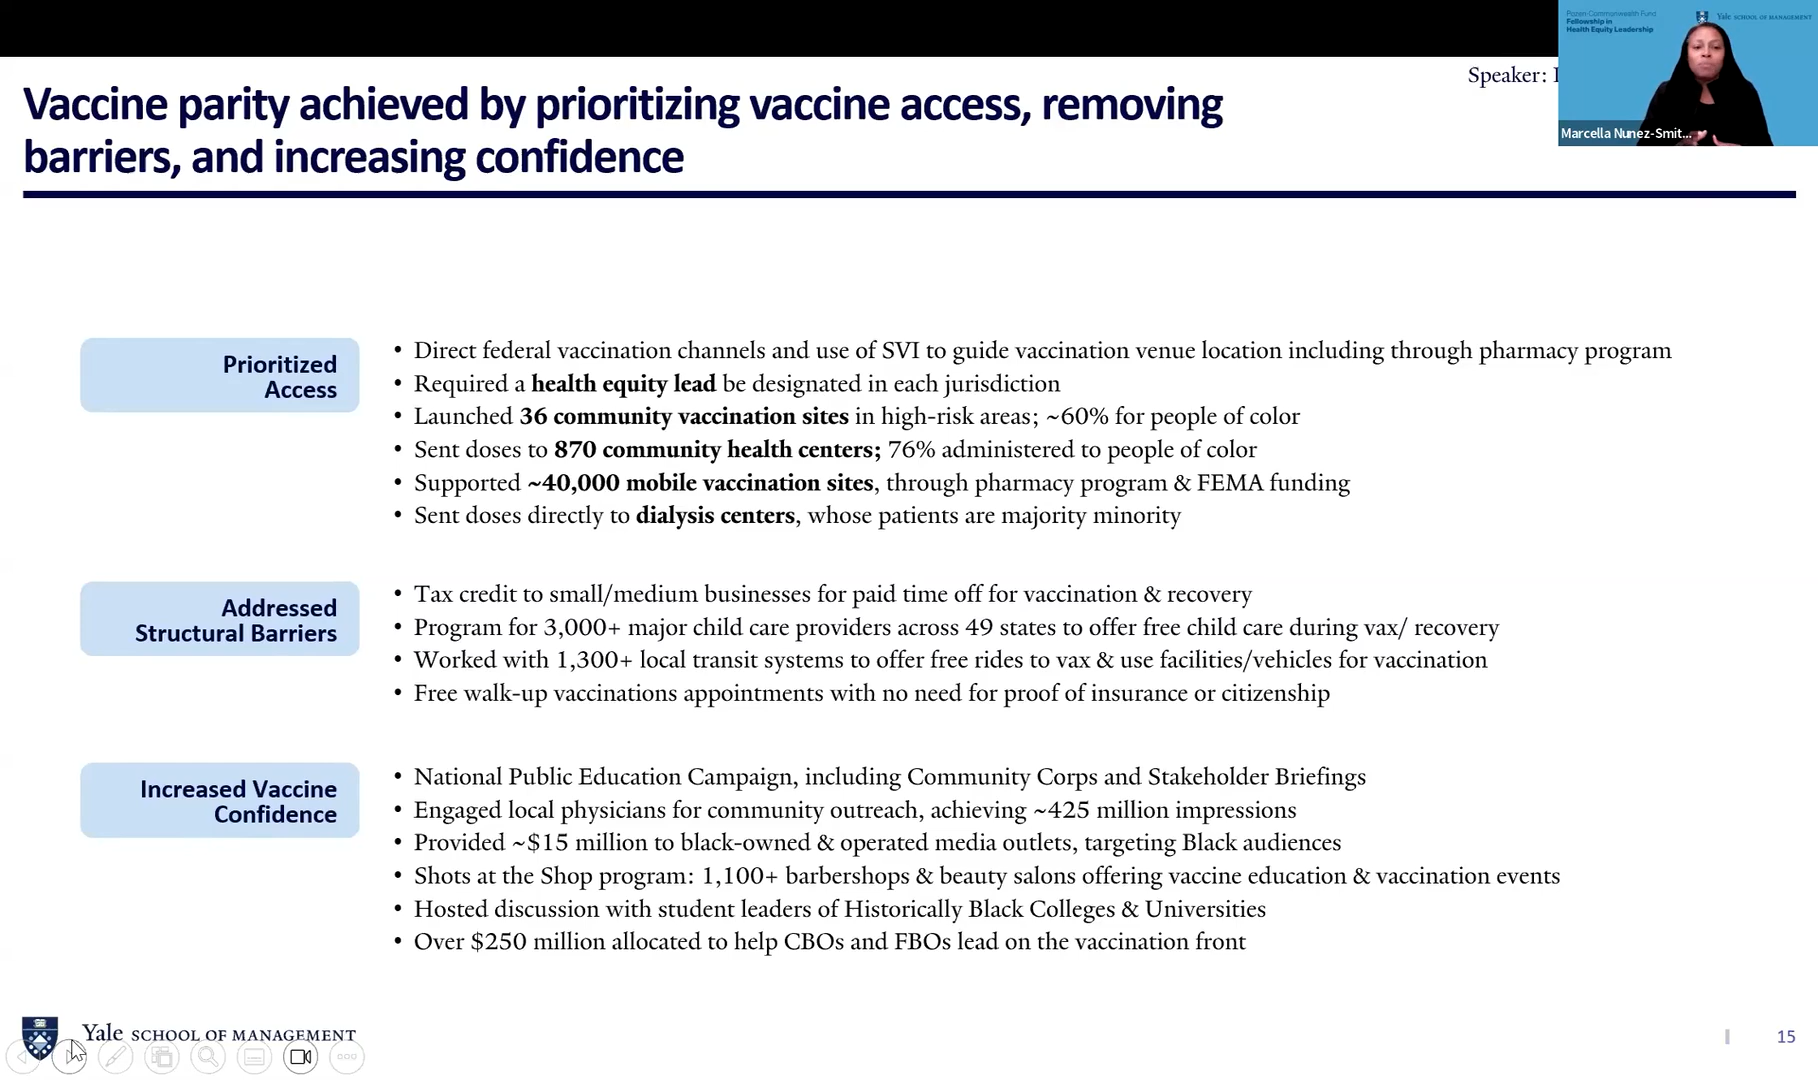 Pozen-Commonwealth Fund
Fellowship in
Health Equity Leadership
Yale SCHOOL OF MANAGEMENT
Marcella Nunez-Smit...
Speaker:
Vaccine parity achieved by prioritizing vaccine access, removing
barriers, and increasing confidence
Prioritized
Access
• Direct federal vaccination channels and use of SVI to guide vaccination venue location including through pharmacy program
• Required a health equity lead be designated in each jurisdiction
• Launched 36 community vaccination sites in high-risk areas; ~60% for people of color
• Sent doses to 870 community health centers; 76% administered to people of color
• Supported ~40,000 mobile vaccination sites, through pharmacy program & FEMA funding
• Sent doses directly to dialysis centers, whose patients are majority minority
Addressed
Structural Barriers
• Tax credit to small/medium businesses for paid time off for vaccination & recovery
• Program for 3,000+ major child care providers across 49 states to offer free child care during vax/ recovery
• Worked with 1,300+ local transit systems to offer free rides to vax & use facilities/vehicles for vaccination
• Free walk-up vaccinations appointments with no need for proof of insurance or citizenship
Increased Vaccine
Confidence
• National Public Education Campaign, including Community Corps and Stakeholder Briefings
• Engaged local physicians for community outreach, achieving ~425 million impressions
• Provided ~$15 million to black-owned & operated media outlets, targeting Black audiences
• Shots at the Shop program: 1,100+ barbershops & beauty salons offering vaccine education & vaccination events
• Hosted discussion with student leaders of Historically Black Colleges & Universities
• Over $250 million allocated to help CBOs and FBOs lead on the vaccination front
Yale SCHOOL OF MANAGEMENT
15